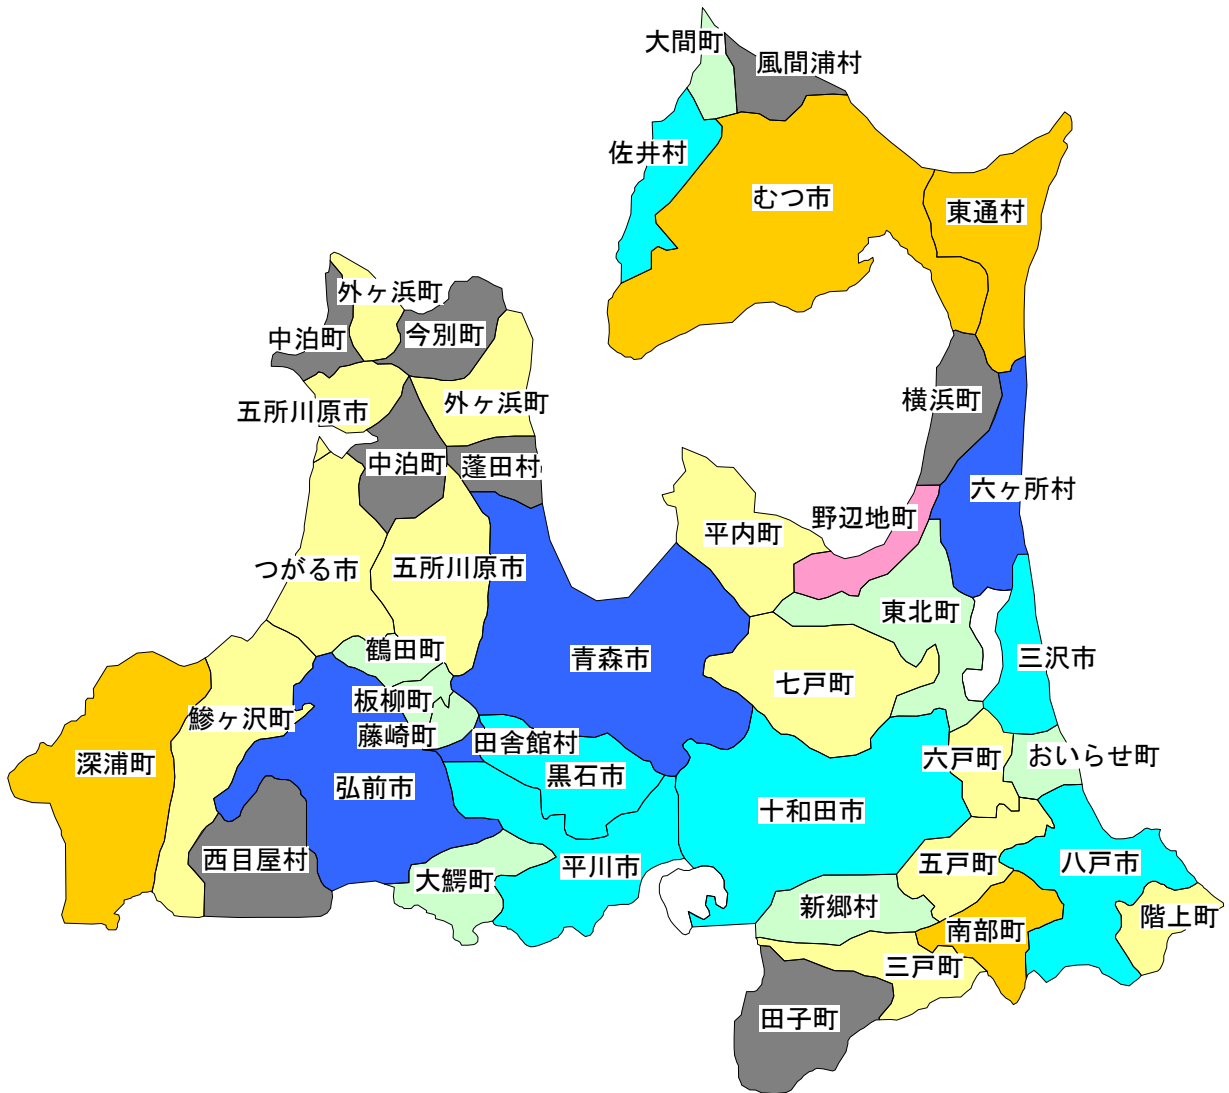 大間町
風間浦村
佐井村
むつ市
東通村
外ヶ浜町
中泊町
今別町
横浜町
五所川原市
外ヶ浜町
中泊町
蓬田村
六ヶ所村
野辺地町
平内町
つがる市
五所川原市
東北町
鶴田町
青森市
三沢市
七戸町
板柳町
鰺ヶ沢町
藤崎町
田舎館村
深浦町
六戸町
おいらせ町
黒石市
弘前市
十和田市
西目屋村
平川市
五戸町
八戸市
大鰐町
新郷村
階上町
南部町
三戸町
田子町